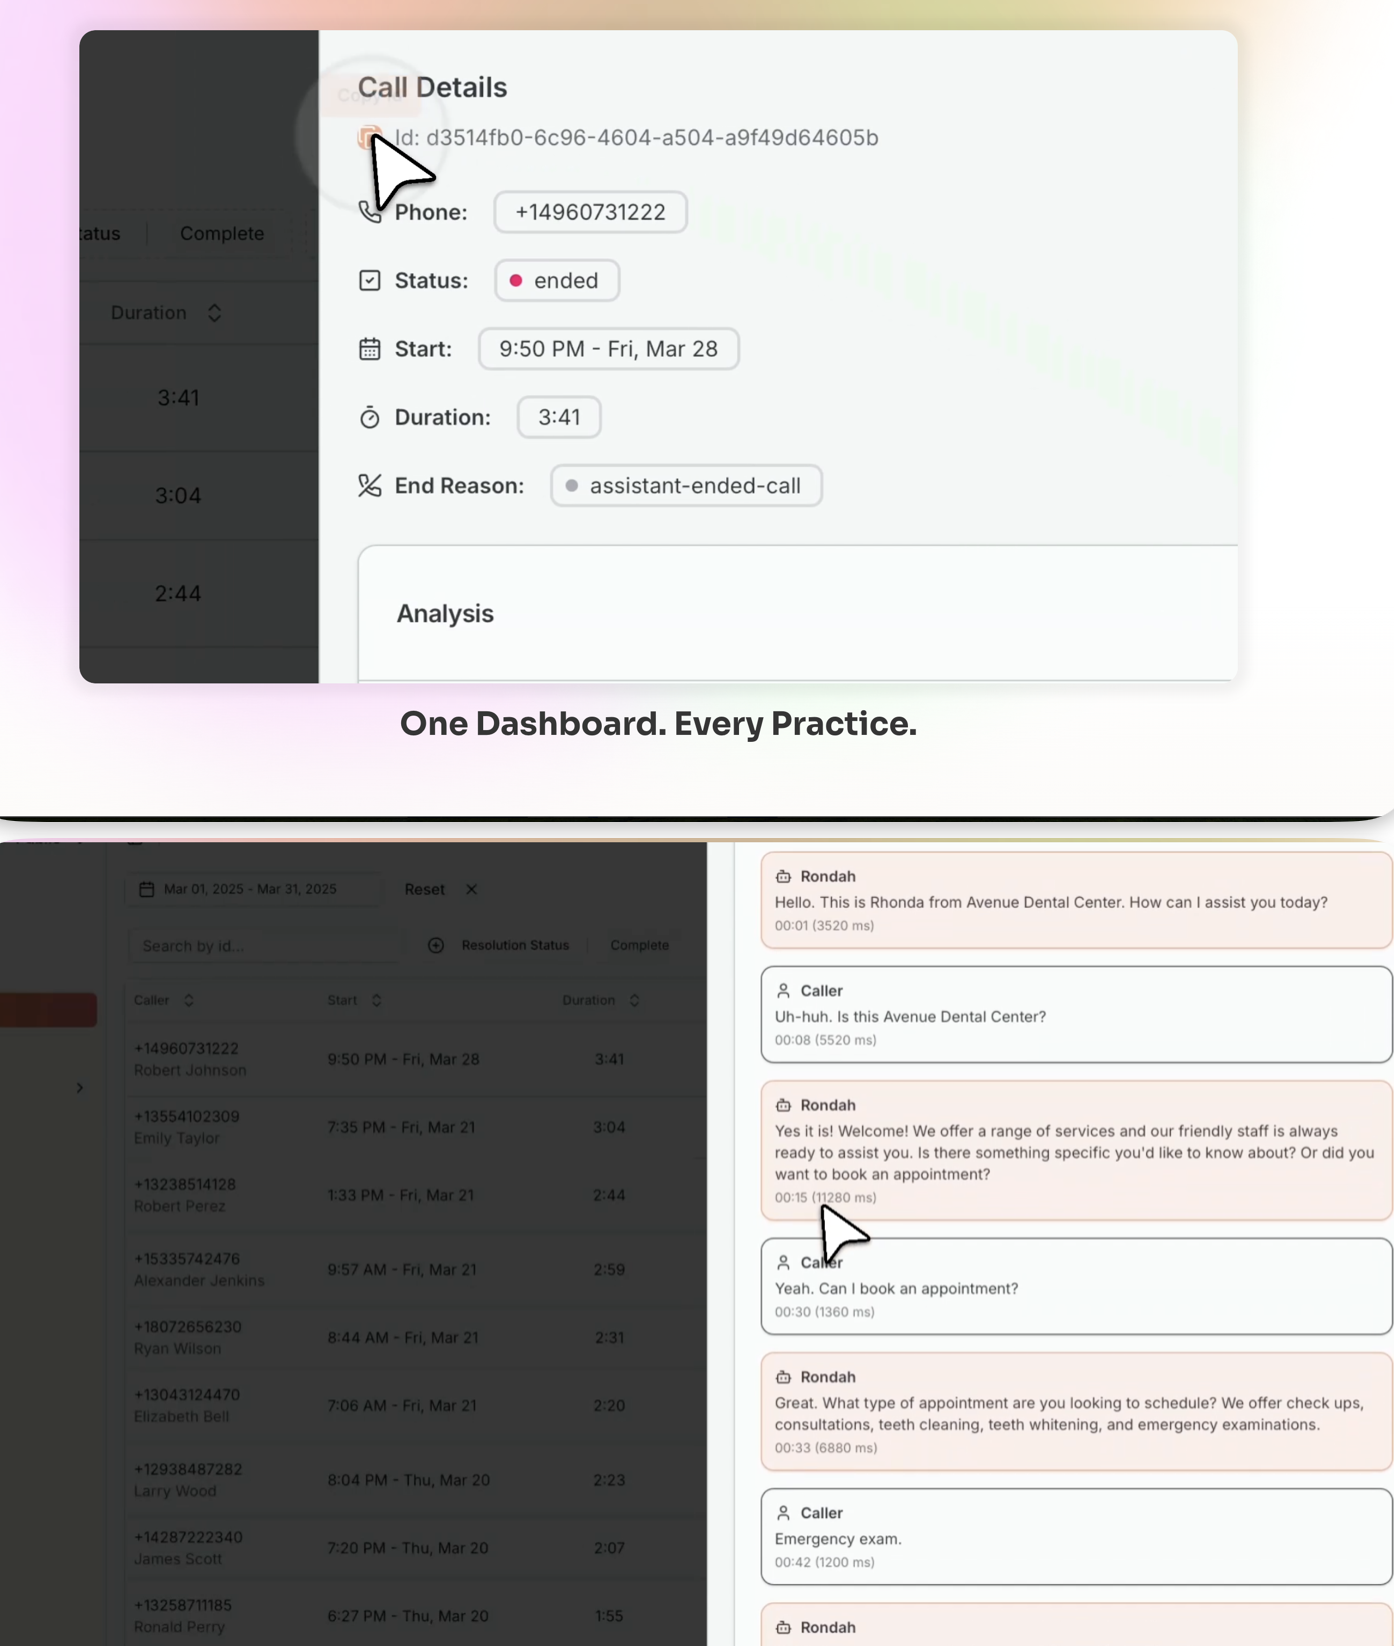 Call Details
Copy Id
Id: d3514fb0-6c96-4604-a504-a9f49d64605b
Phone: +14960731222
Status: ended
Start: 9:50 PM - Fri, Mar 28
Duration: 3:41
End Reason: assistant-ended-call
Analysis
tatus Complete
Duration
3:41
3:04
2:44
One Dashboard. Every Practice.
Mar 01, 2025 - Mar 31, 2025 Reset
Search by id... Resolution Status Complete
Caller Start Duration
+14960731222
Robert Johnson
9:50 PM - Fri, Mar 28 3:41
+13554102309
Emily Taylor
7:35 PM - Fri, Mar 21 3:04
+13238514128
Robert Perez
1:33 PM - Fri, Mar 21 2:44
+15335742476
Alexander Jenkins
9:57 AM - Fri, Mar 21 2:59
+18072656230
Ryan Wilson
8:44 AM - Fri, Mar 21 2:31
+13043124470
Elizabeth Bell
7:06 AM - Fri, Mar 21 2:20
+12938487282
Larry Wood
8:04 PM - Thu, Mar 20 2:23
+14287222340
James Scott
7:20 PM - Thu, Mar 20 2:07
+13258711185
Ronald Perry
6:27 PM - Thu, Mar 20 1:55
Rondah
Hello. This is Rhonda from Avenue Dental Center. How can I assist you today?
00:01 (3520 ms)
Caller
Uh-huh. Is this Avenue Dental Center?
00:08 (5520 ms)
Rondah
Yes it is! Welcome! We offer a range of services and our friendly staff is always
ready to assist you. Is there something specific you'd like to know about? Or did you
want to book an appointment?
00:15 (11280 ms)
Caller
Yeah. Can I book an appointment?
00:30 (1360 ms)
Rondah
Great. What type of appointment are you looking to schedule? We offer check ups,
consultations, teeth cleaning, teeth whitening, and emergency examinations.
00:33 (6880 ms)
Caller
Emergency exam.
00:42 (1200 ms)
Rondah